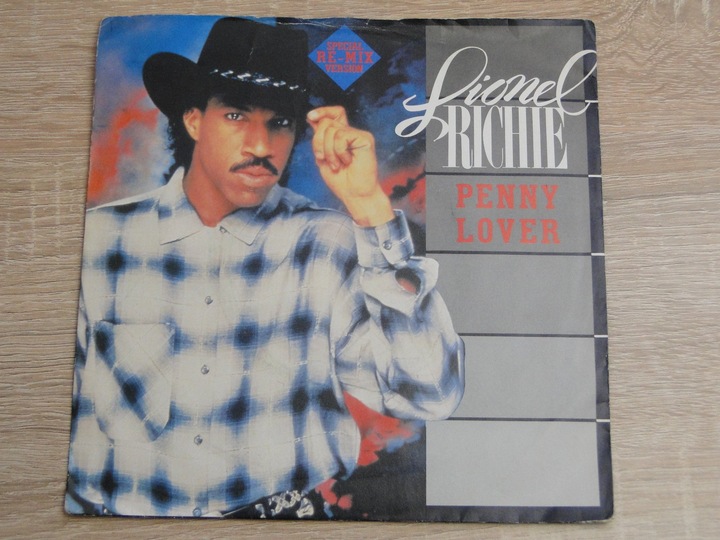 SPECIAL
RE-MIX
VERSION
Lionel
RICHIE
PENNY
LOVER